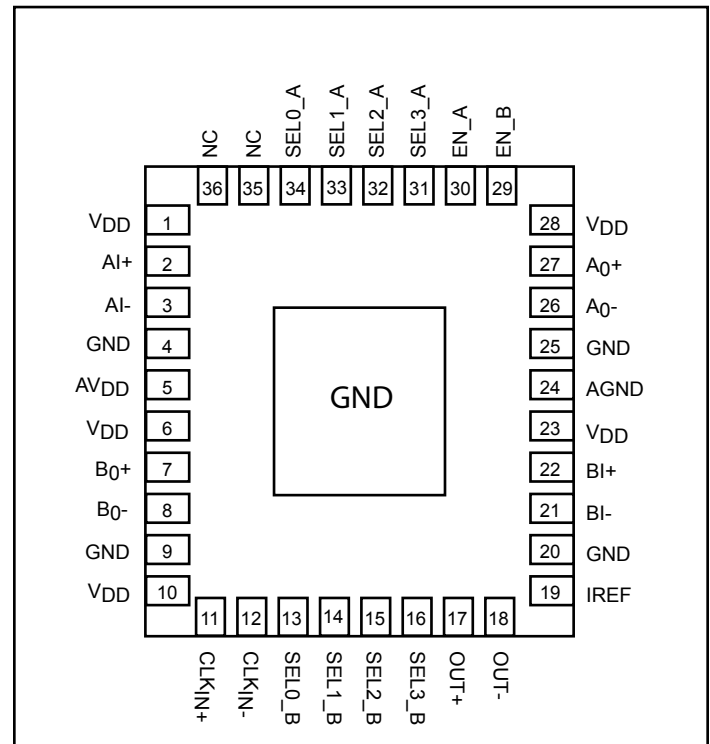 NC
NC
SEL0_A
SEL1_A
SEL2_A
SEL3_A
EN_A
EN_B
36 35 34 33 32 31 30 29
VDD 1
AI+ 2
AI- 3
GND 4
AVDD 5
VDD 6
B0+ 7
B0- 8
GND 9
VDD 10
GND
28 VDD
27 A0+
26 A0-
25 GND
24 AGND
23 VDD
22 BI+
21 BI-
20 GND
19 IREF
11 12 13 14 15 16 17 18
CLKIN+
CLKIN-
SEL0_B
SEL1_B
SEL2_B
SEL3_B
OUT+
OUT-